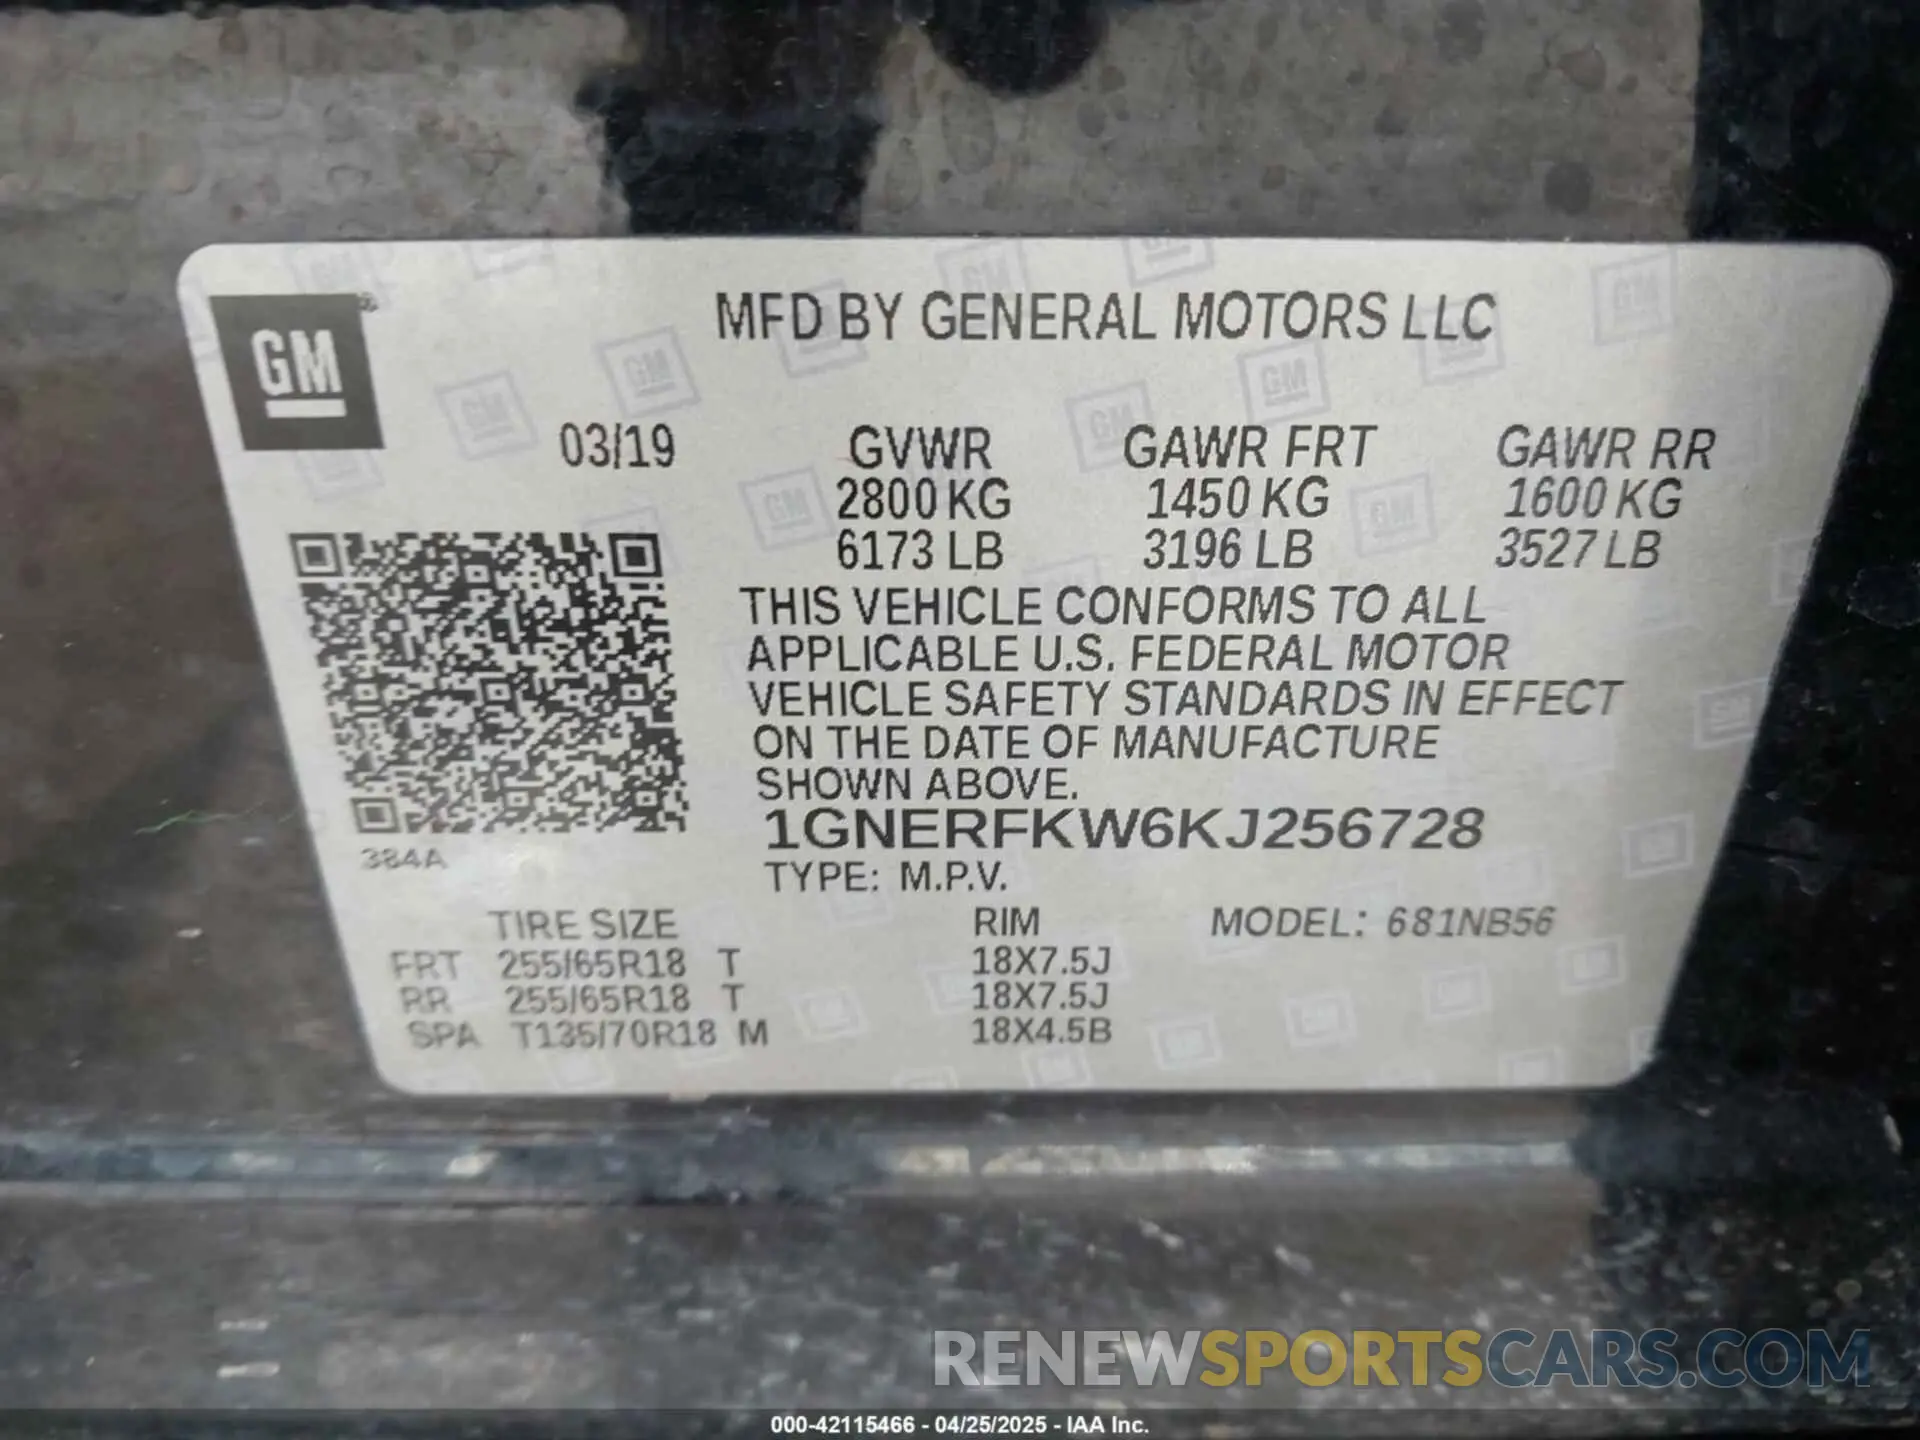 MFD BY GENERAL MOTORS LLC
GM
03/19 GVWR GAWR FRT GAWR RR
2800 KG 1450 KG 1600 KG
6173 LB 3196 LB 3527 LB
THIS VEHICLE CONFORMS TO ALL
APPLICABLE U.S. FEDERAL MOTOR
VEHICLE SAFETY STANDARDS IN EFFECT
ON THE DATE OF MANUFACTURE
SHOWN ABOVE.
1GNERFKW6KJ256728
384A
TYPE: M.P.V.
TIRE SIZE RIM MODEL: 681NB56
FRT 255/65R18 T 18X7.5J
RR 255/65R18 T 18X7.5J
SPA T135/70R18 M 18X4.5B
RENEWSPORTSCARS.COM
000-42115466 - 04/25/2025 - IAA Inc.